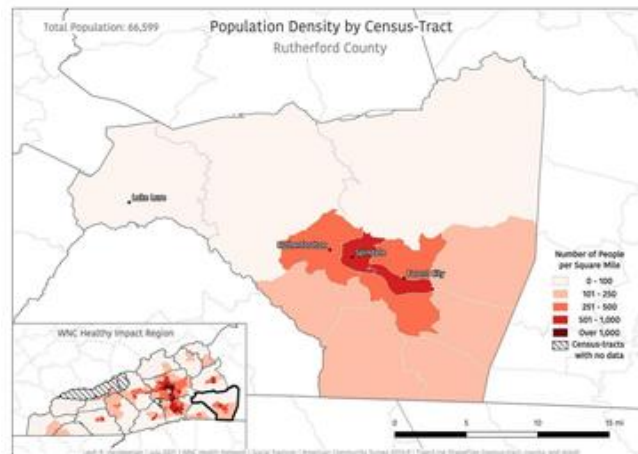 Total Population: 66,599
Population Density by Census-Tract
Rutherford County
Lake Lure
Rutherfordton
Spindale
Forest City
Number of People
per Square Mile
0 - 100
101 - 250
251 - 500
501 - 1,000
Over 1,000
Census-tracts
with no data
WNC Healthy Impact Region
0
5
10
15 mi